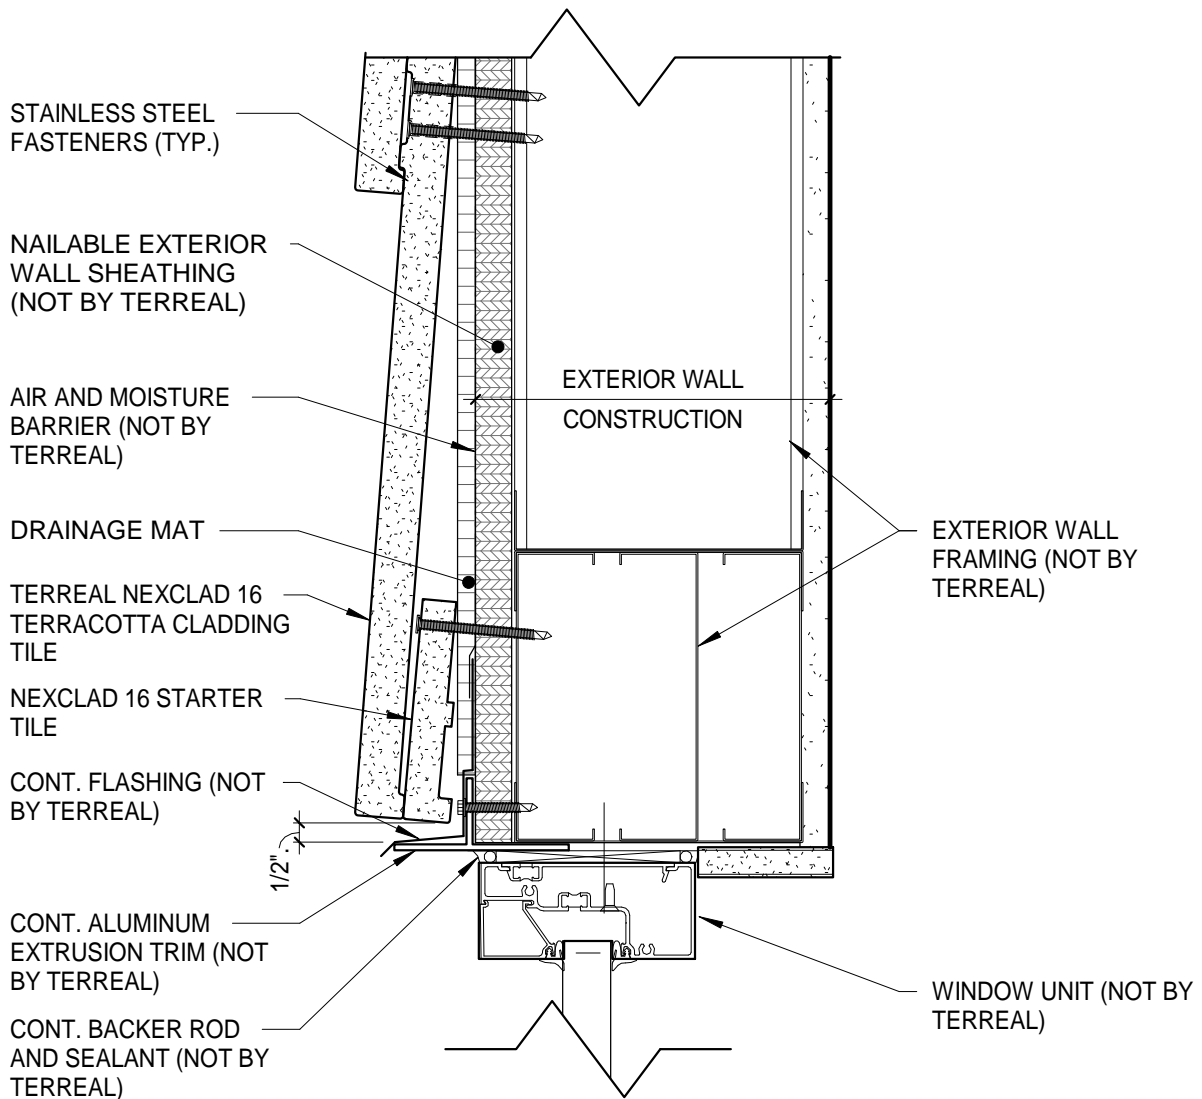 STAINLESS STEEL
FASTENERS (TYP.)
NAILABLE EXTERIOR
WALL SHEATHING
(NOT BY TERREAL)
AIR AND MOISTURE
BARRIER (NOT BY
TERREAL)
DRAINAGE MAT
TERREAL NEXCLAD 16
TERRACOTTA CLADDING
TILE
NEXCLAD 16 STARTER
TILE
CONT. FLASHING (NOT
BY TERREAL)
1/2".
CONT. ALUMINUM
EXTRUSION TRIM (NOT
BY TERREAL)
CONT. BACKER ROD
AND SEALANT (NOT BY
TERREAL)
EXTERIOR WALL
CONSTRUCTION
EXTERIOR WALL
FRAMING (NOT BY
TERREAL)
WINDOW UNIT (NOT BY
TERREAL)